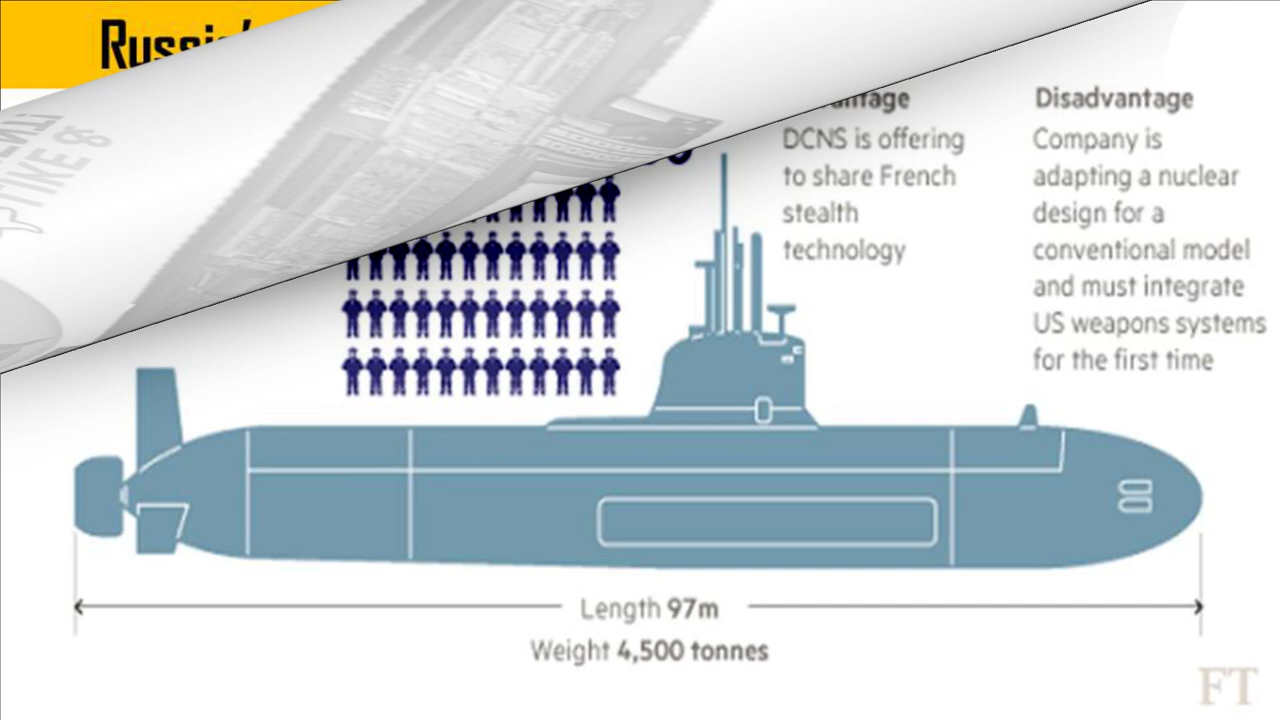 Advantage
DCNS is offering
to share French
stealth
technology
Disadvantage
Company is
adapting a nuclear
design for a
conventional model
and must integrate
US weapons systems
for the first time
Length 97m
Weight 4,500 tonnes
FT